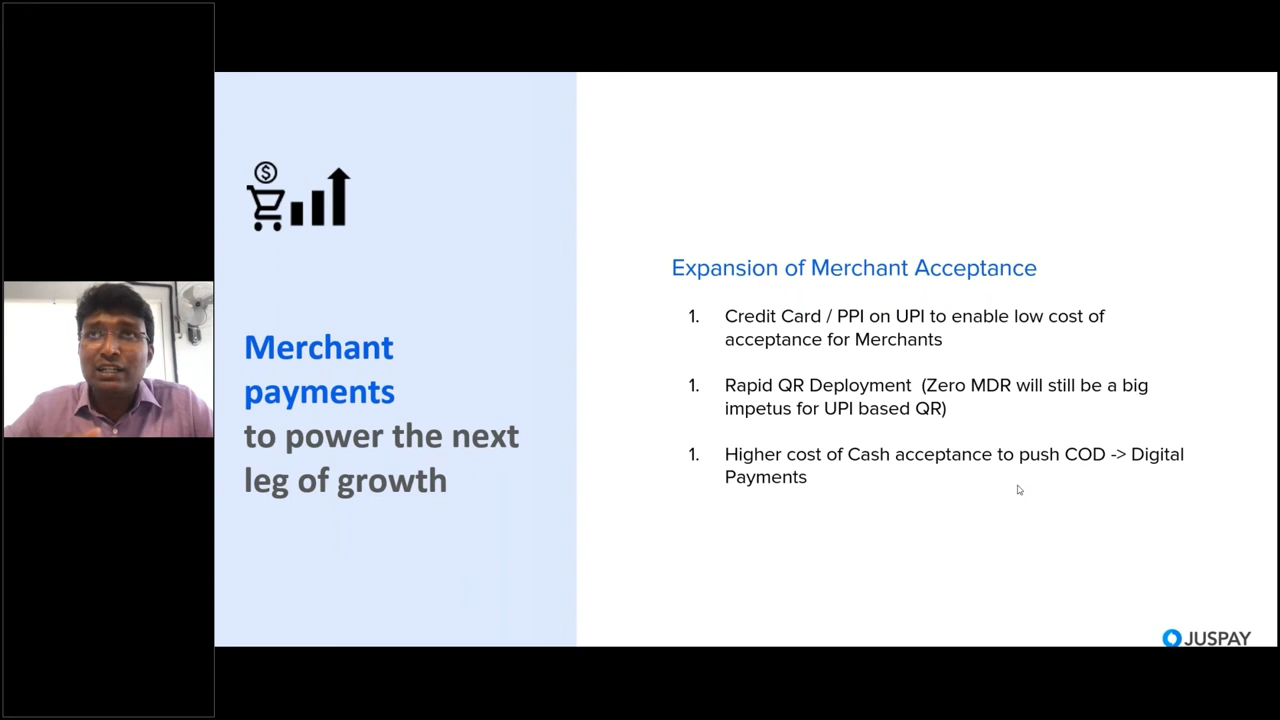 $
Merchant
payments
to power the next
leg of growth
Expansion of Merchant Acceptance
1. Credit Card / PPI on UPI to enable low cost of
acceptance for Merchants
1. Rapid QR Deployment (Zero MDR will still be a big
impetus for UPI based QR)
1. Higher cost of Cash acceptance to push COD -> Digital
Payments
JUSPAY